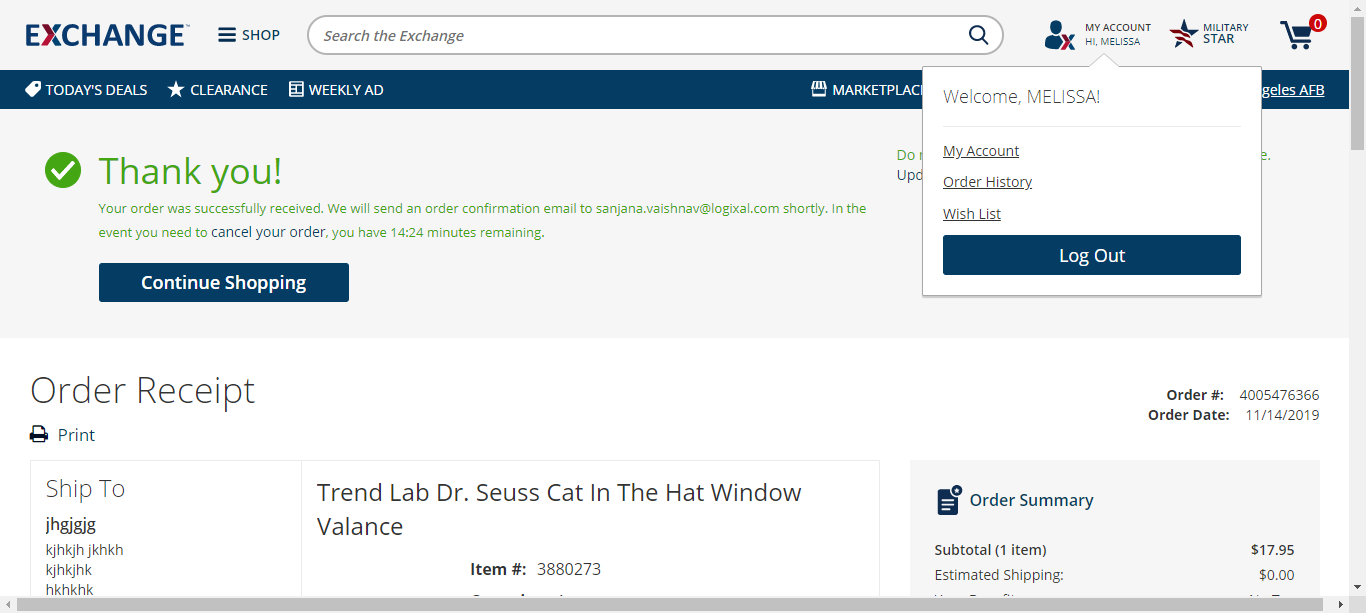 EXCHANGE
SHOP
Search the Exchange
MY ACCOUNT
HI, MELISSA
MILITARY
STAR
0
TODAY'S DEALS
CLEARANCE
WEEKLY AD
MARKETPLAC
geles AFB
Welcome, MELISSA!
My Account
Order History
Wish List
Log Out
Thank you!
Your order was successfully received. We will send an order confirmation email to sanjana.vaishnav@logixal.com shortly. In the
event you need to cancel your order, you have 14:24 minutes remaining.
Do
Upd
e.
Continue Shopping
Order Receipt
Print
Order #: 4005476366
Order Date: 11/14/2019
Ship To
jhgjgjg
kjhkjh jkhkh
kjhkjhk
hkhkhk
Trend Lab Dr. Seuss Cat In The Hat Window
Valance
Item #: 3880273
Order Summary
Subtotal (1 item) $17.95
Estimated Shipping: $0.00